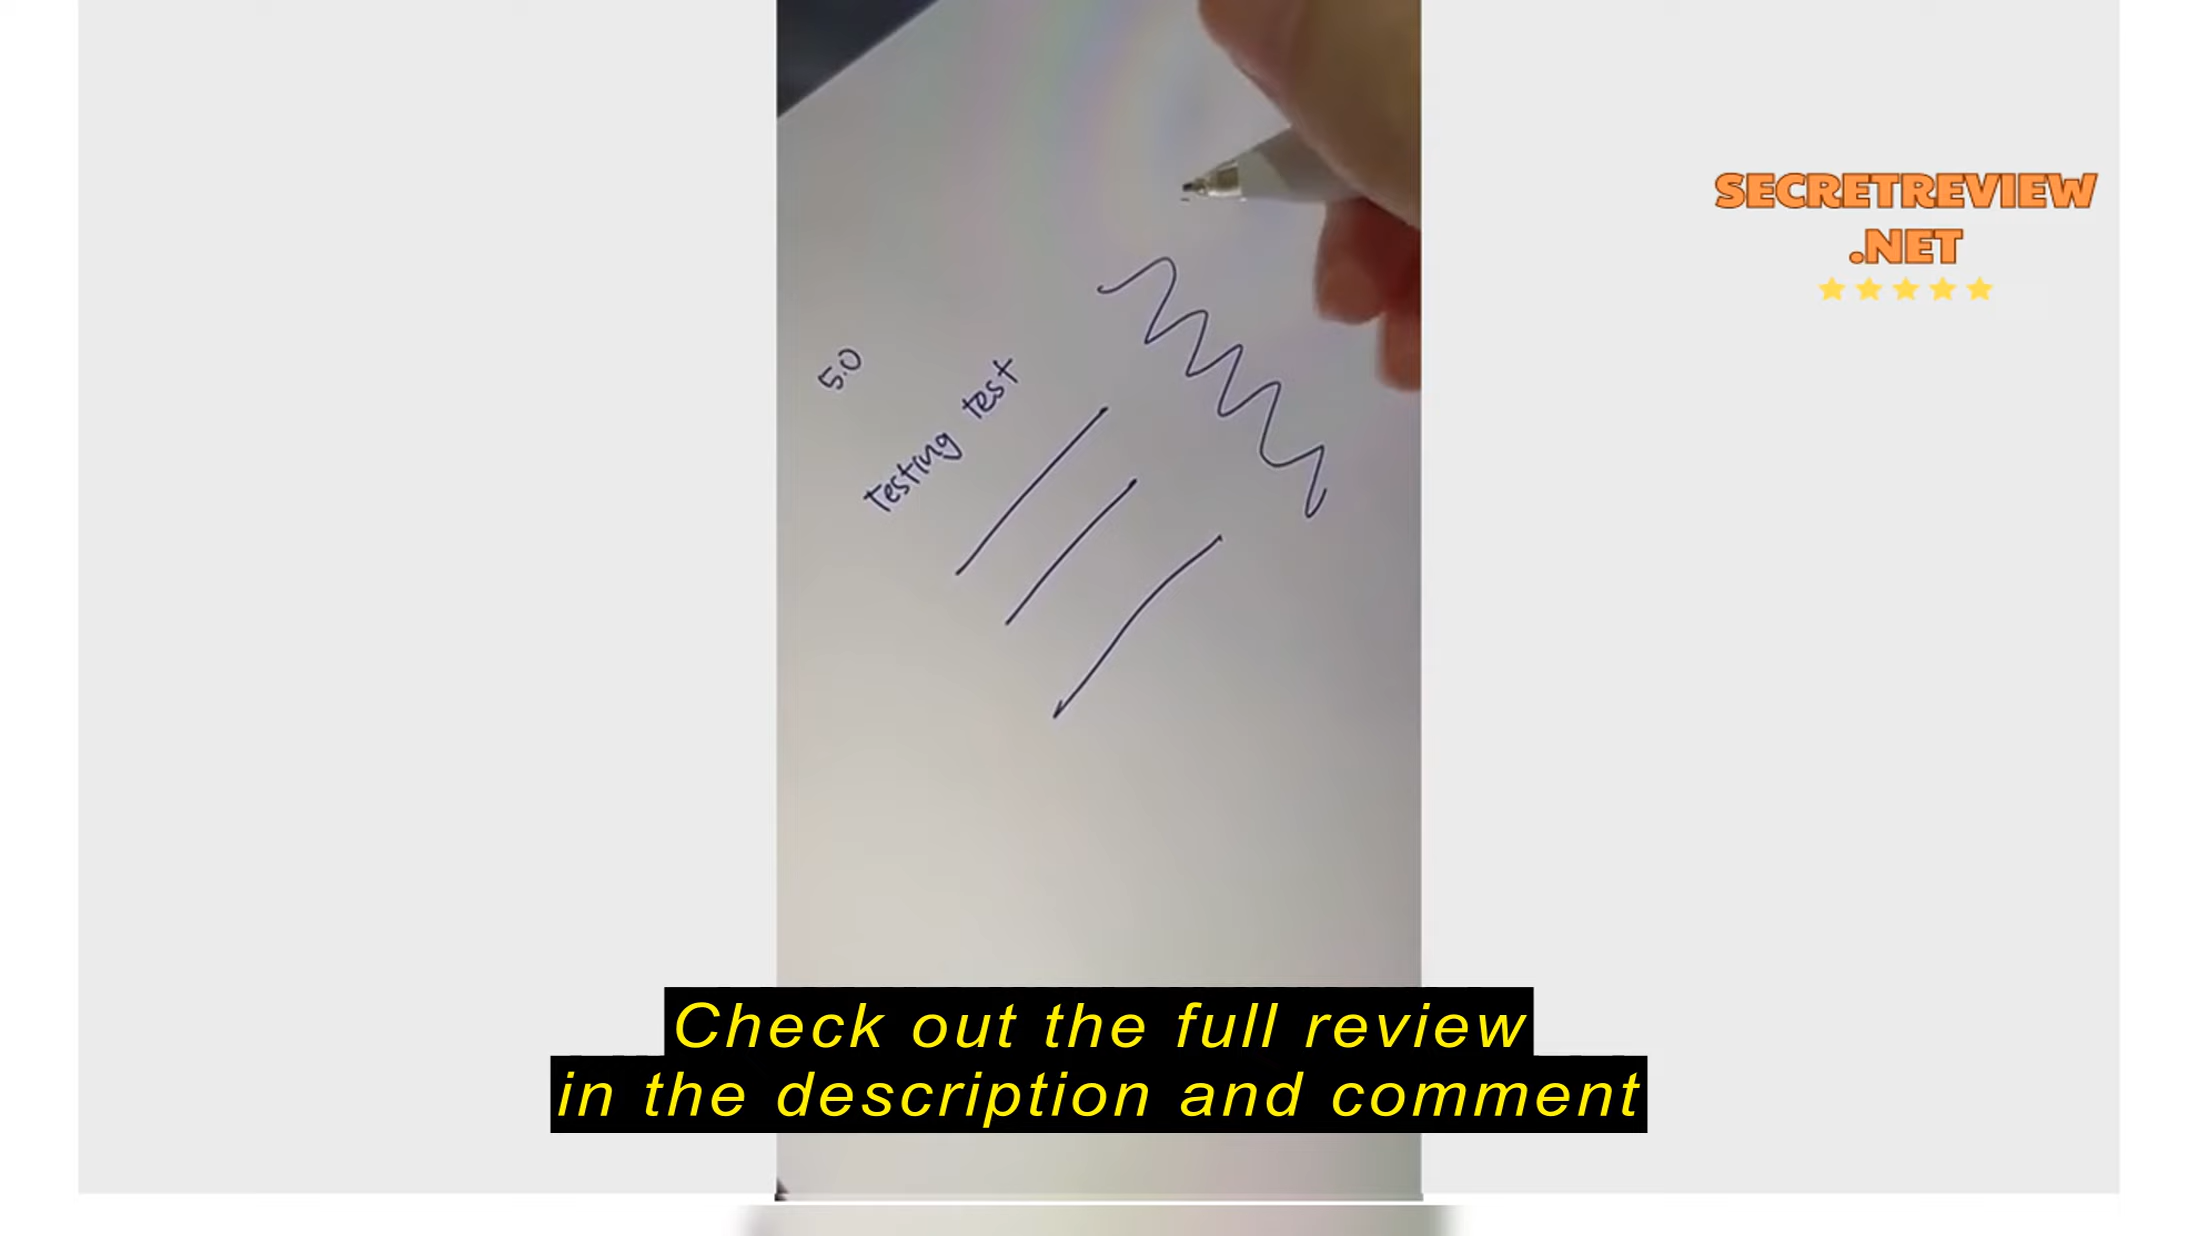 SECRETREVIEW
.NET
5.0
Testing test
Check out the full review
in the description and comment